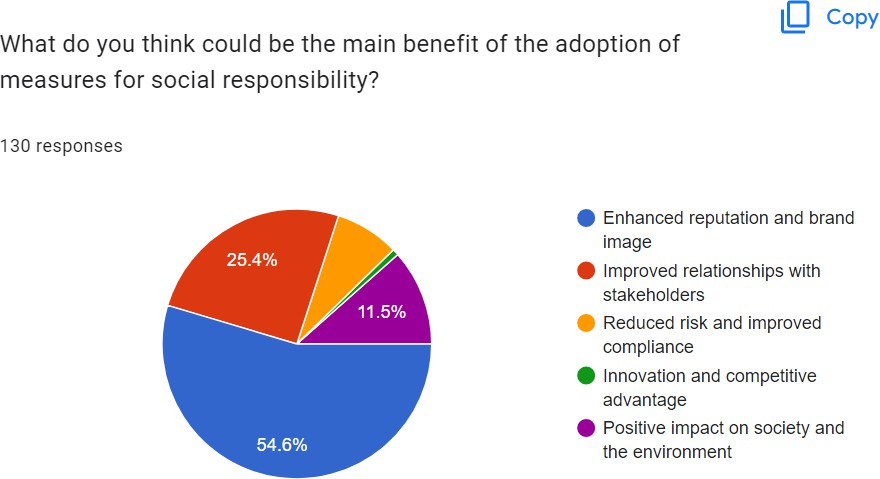 Copy
What do you think could be the main benefit of the adoption of
measures for social responsibility?
130 responses
25.4%
11.5%
54.6%
Enhanced reputation and brand
image
Improved relationships with
stakeholders
Reduced risk and improved
compliance
Innovation and competitive
advantage
Positive impact on society and
the environment